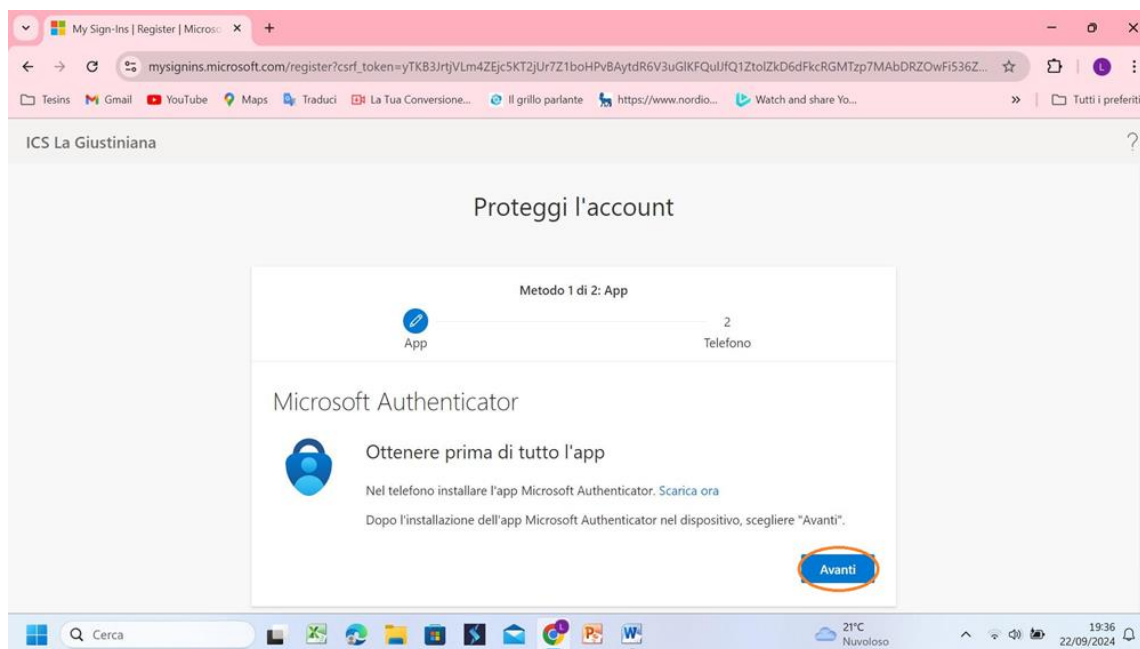 My Sign-Ins | Register | Microso
mysignins.microsoft.com/register?csrf_token=yTKB3JrtjVLm4ZEjc5KT2jUr7Z1boHPvBAytdR6V3uGlKFQulJfQ1ZtolZkD6dFkcRGMTzp7MAbDRZOwFi536Z...
L
Tesins Gmail YouTube Maps Traduci La Tua Conversione... Il grillo parlante https://www.nordio... Watch and share Yo... » Tutti i preferiti
ICS La Giustiniana ?
Proteggi l'account
Metodo 1 di 2: App
2
App Telefono
Microsoft Authenticator
Ottenere prima di tutto l'app
Nel telefono installare l'app Microsoft Authenticator. Scarica ora
Dopo l'installazione dell'app Microsoft Authenticator nel dispositivo, scegliere "Avanti".
Avanti
Cerca 21°C 19:36
Nuvoloso 22/09/2024